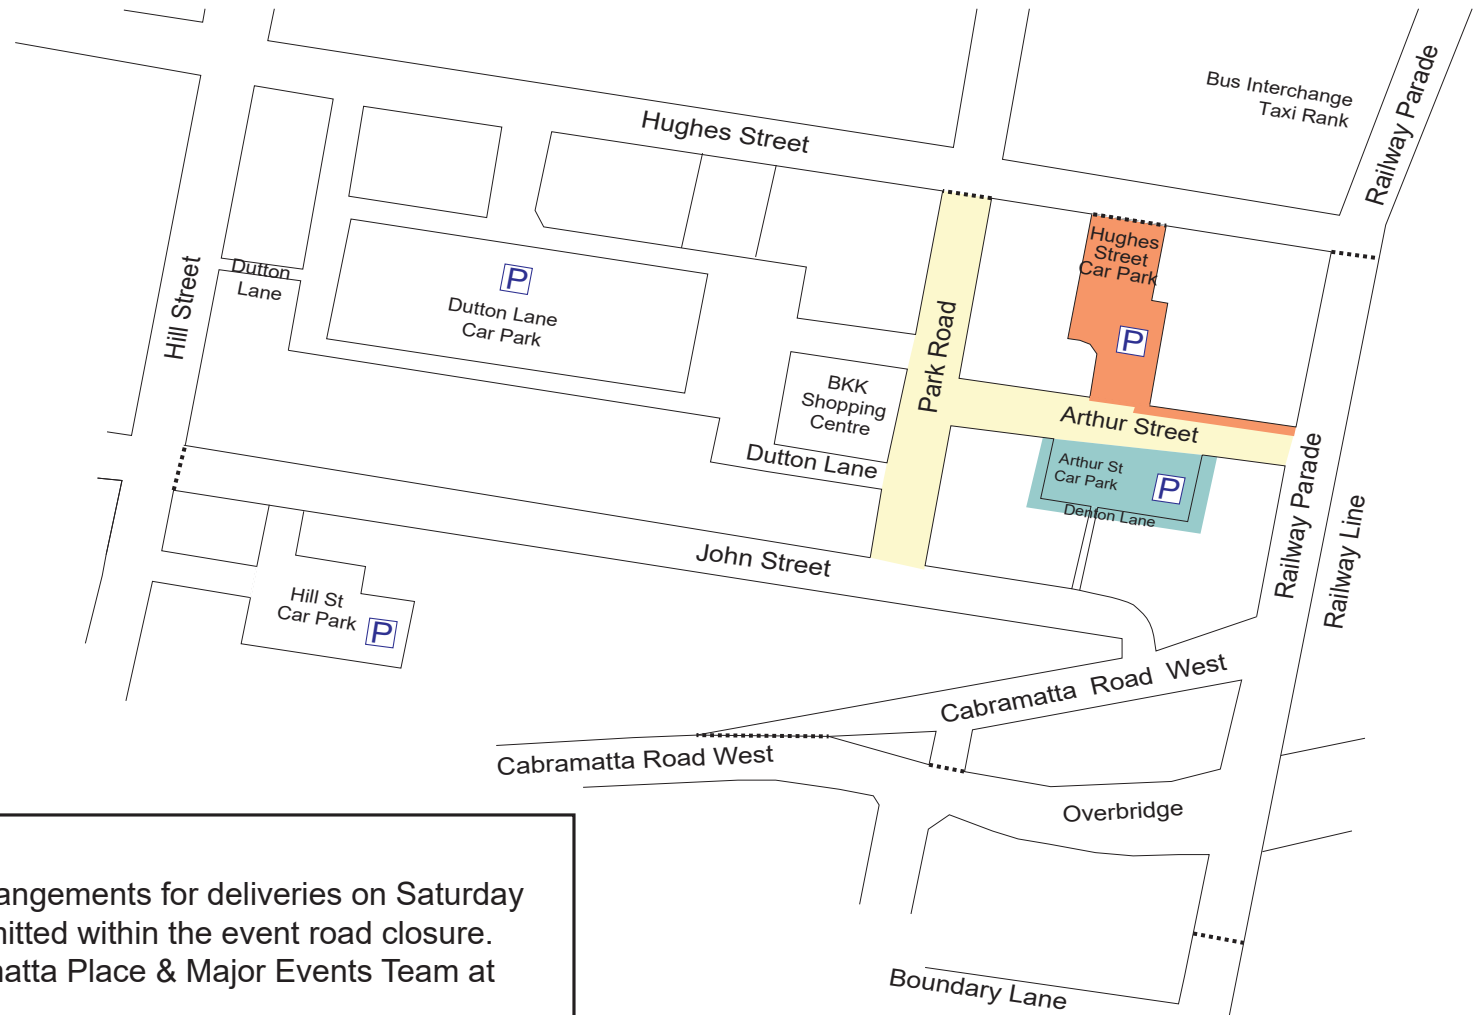 Bus Interchange
Taxi Rank
Railway Parade
Hughes Street
Hughes
Street
Car Park
P
Dutton
Lane
Hill Street
P
Dutton Lane
Car Park
Park Road
BKK
Shopping
Centre
Dutton Lane
Arthur Street
Arthur St
Car Park
P
Denton Lane
Railway Parade
Railway Line
John Street
Hill St
Car Park
P
Cabramatta Road West
Cabramatta Road West
Overbridge
Boundary Lane
angements for deliveries on Saturday
nitted within the event road closure.
natta Place & Major Events Team at